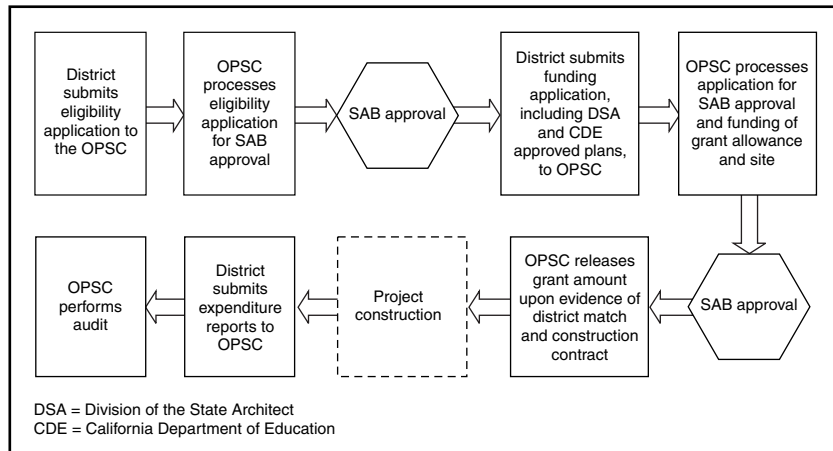 District
submits
eligibility
application to
the OPSC
OPSC
processes
eligibility
application
for SAB
approval
SAB approval
District submits
funding
application,
including DSA
and CDE
approved plans,
to OPSC
OPSC processes
application for
SAB approval
and funding of
grant allowance
and site
SAB approval
OPSC releases
grant amount
upon evidence of
district match
and construction
contract
Project
construction
District
submits
expenditure
reports to
OPSC
OPSC
performs
audit
DSA = Division of the State Architect
CDE = California Department of Education